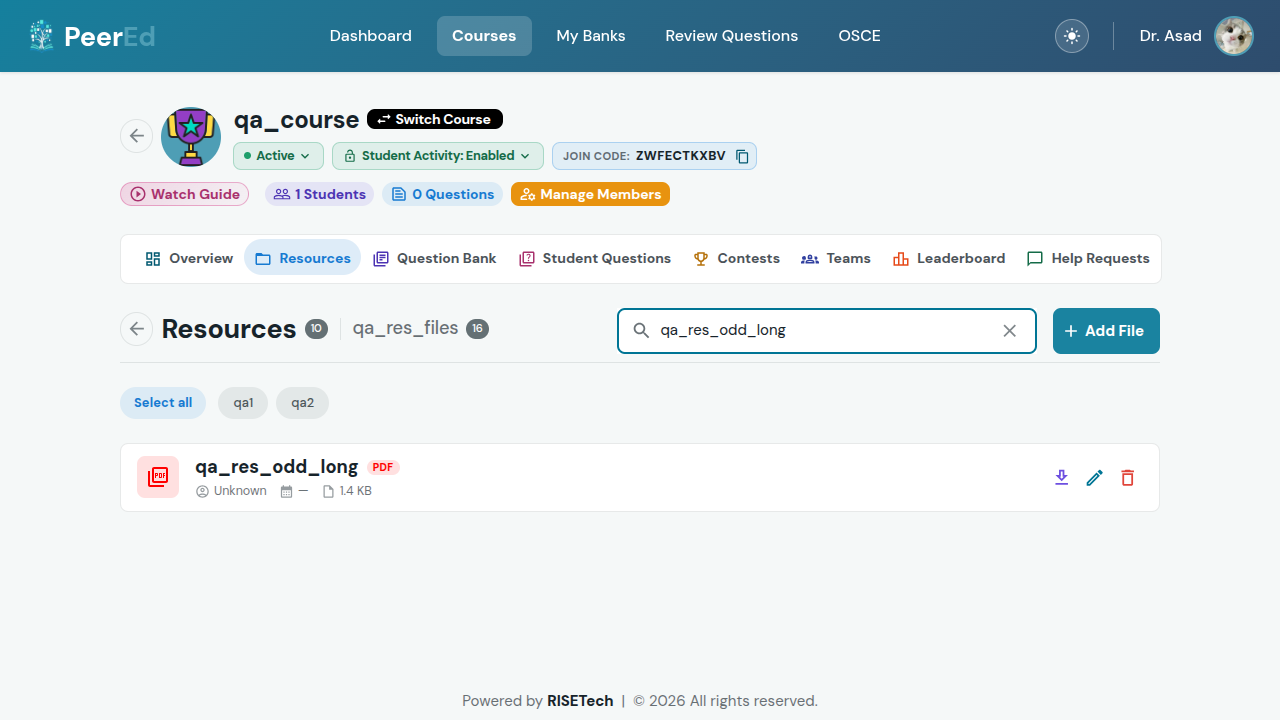 PeerEd
Dashboard Courses My Banks Review Questions OSCE
Dr. Asad
qa_course Switch Course
Active Student Activity: Enabled JOIN CODE: ZWFECTKXBV
Watch Guide 1 Students 0 Questions Manage Members
Overview Resources Question Bank Student Questions Contests Teams Leaderboard Help Requests
Resources 10 qa_res_files 16 qa_res_odd_long Add File
Select all qa1 qa2
PDF qa_res_odd_long PDF
Unknown — 1.4 KB
Powered by RISETech | © 2026 All rights reserved.